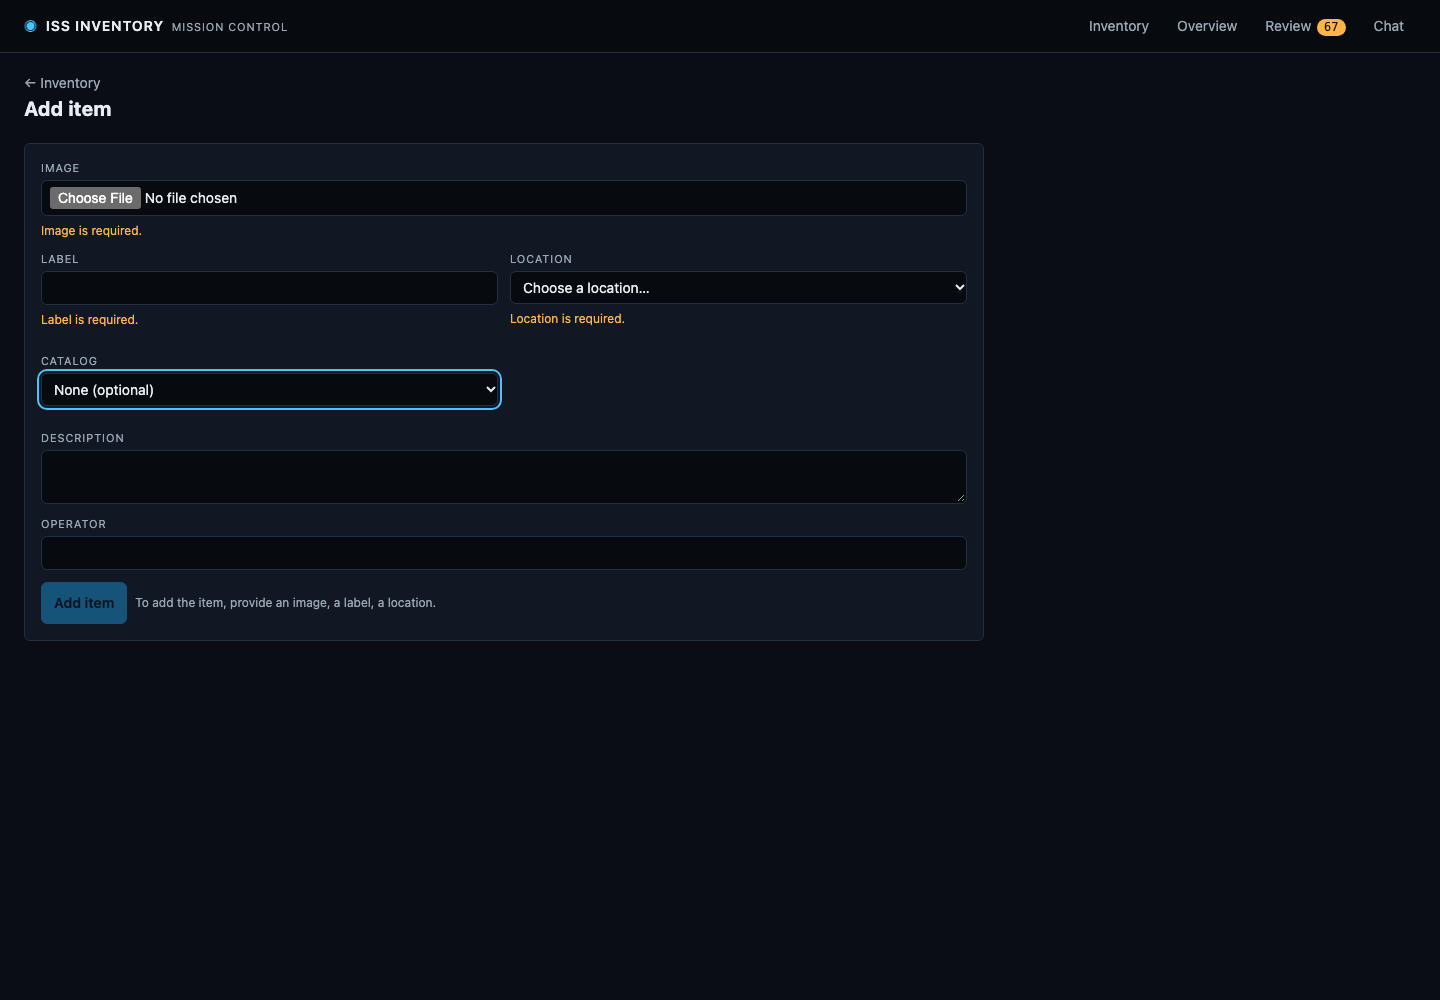 ISS INVENTORY MISSION CONTROL
Inventory Overview Review 67 Chat
← Inventory
Add item
IMAGE
Choose File No file chosen
Image is required.
LABEL
LOCATION
Choose a location...
Label is required.
Location is required.
CATALOG
None (optional)
DESCRIPTION
OPERATOR
Add item To add the item, provide an image, a label, a location.